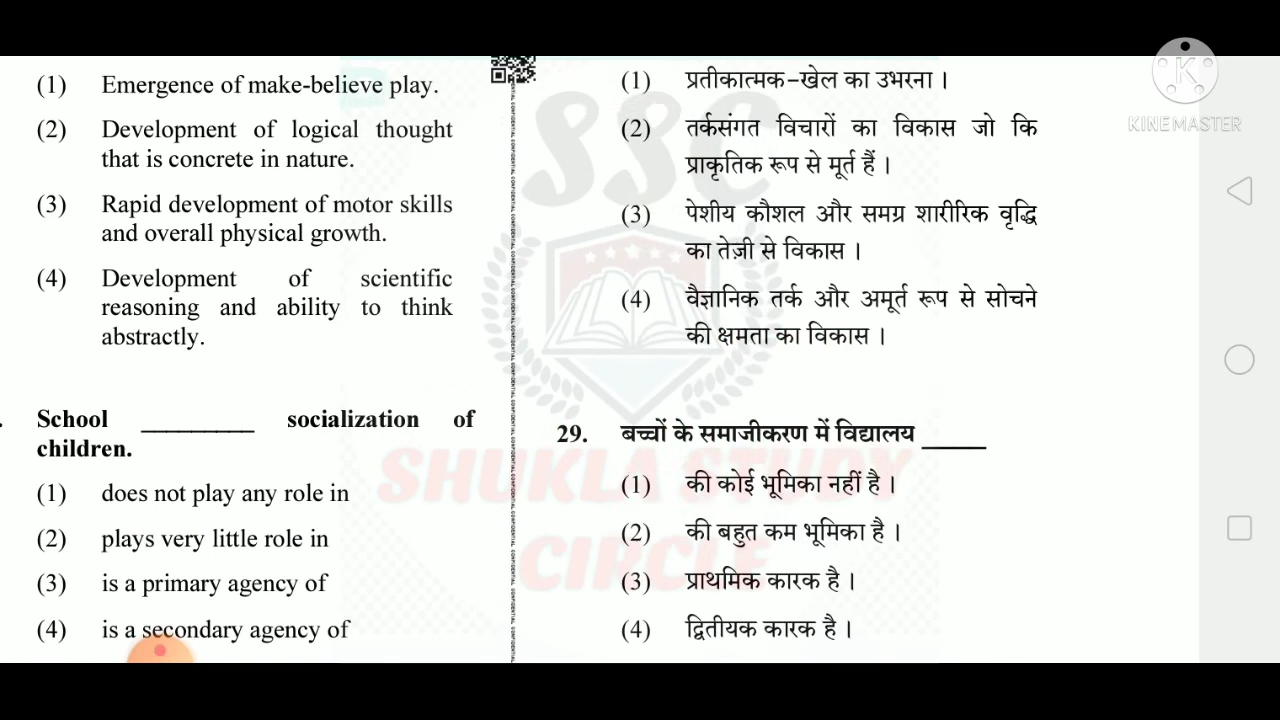 (1) Emergence of make-believe play.
(2) Development of logical thought
that is concrete in nature.
(3) Rapid development of motor skills
and overall physical growth.
(4) Development of scientific
reasoning and ability to think
abstractly.
. School _________ socialization of
children.
(1) does not play any role in
(2) plays very little role in
(3) is a primary agency of
(4) is a secondary agency of
(1) प्रतीकात्मक-खेल का उभरना ।
(2) तर्कसंगत विचारों का विकास जो कि
प्राकृतिक रूप से मूर्त हैं ।
(3) पेशीय कौशल और समग्र शारीरिक वृद्धि
का तेज़ी से विकास ।
(4) वैज्ञानिक तर्क और अमूर्त रूप से सोचने
की क्षमता का विकास ।
29. बच्चों के समाजीकरण में विद्यालय _____
(1) की कोई भूमिका नहीं है ।
(2) की बहुत कम भूमिका है ।
(3) प्राथमिक कारक है ।
(4) द्वितीयक कारक है ।
SSC
SHUKLA STUDY
CIRCLE
K
KINEMASTER